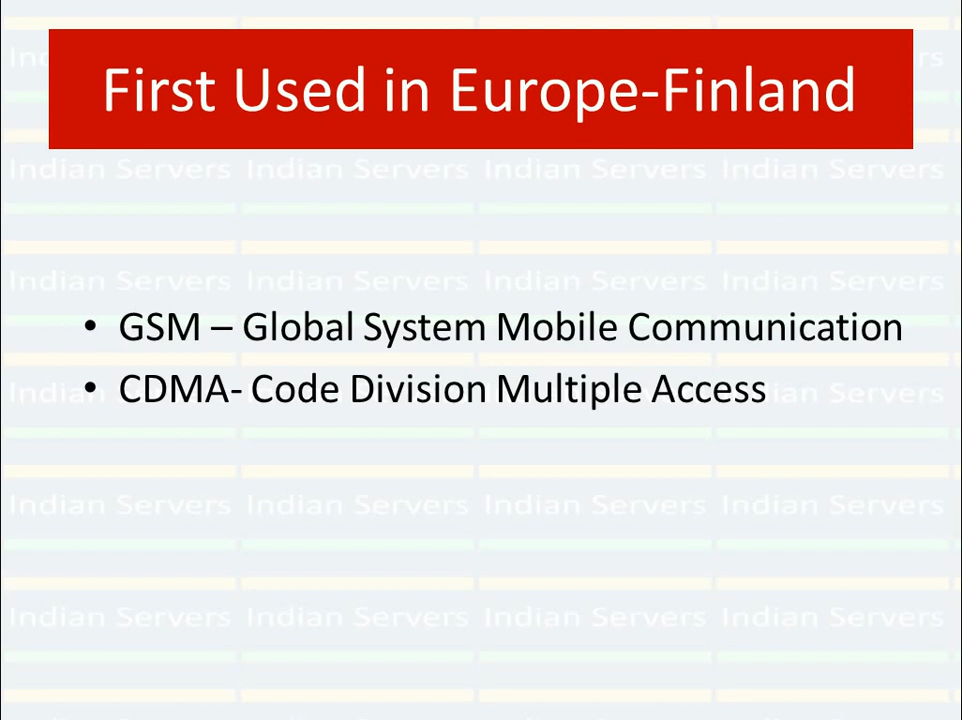 First Used in Europe-Finland
Indian Servers Indian Servers Indian Servers Indian Servers
Indian Servers Indian Servers Indian Servers Indian Servers
• GSM – Global System Mobile Communication
• CDMA- Code Division Multiple Access
Indian Servers Indian Servers Indian Servers Indian Servers
Indian Servers Indian Servers Indian Servers Indian Servers